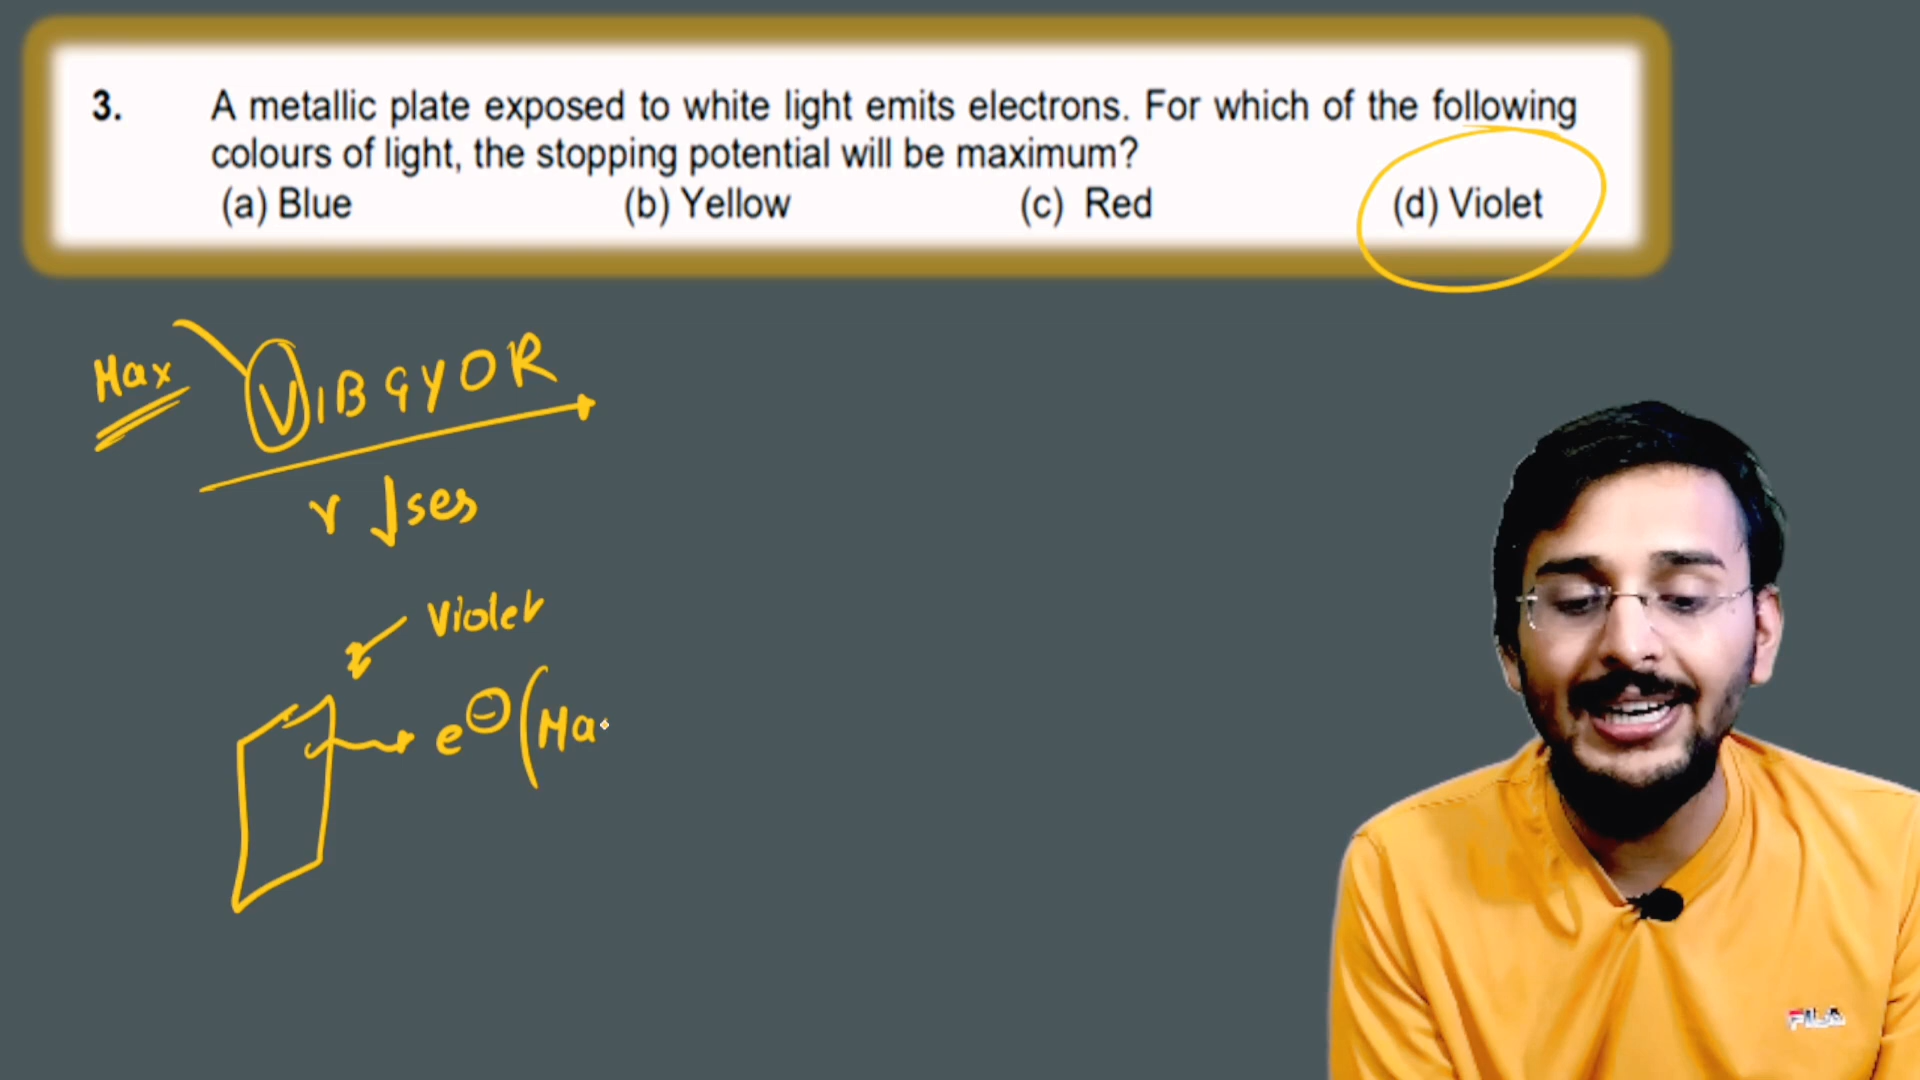 3. A metallic plate exposed to white light emits electrons. For which of the following
colours of light, the stopping potential will be maximum?
(a) Blue (b) Yellow (c) Red (d) Violet
Max VIBGYOR
ν ↓ses
Violet
e⊖(Ma
FILA